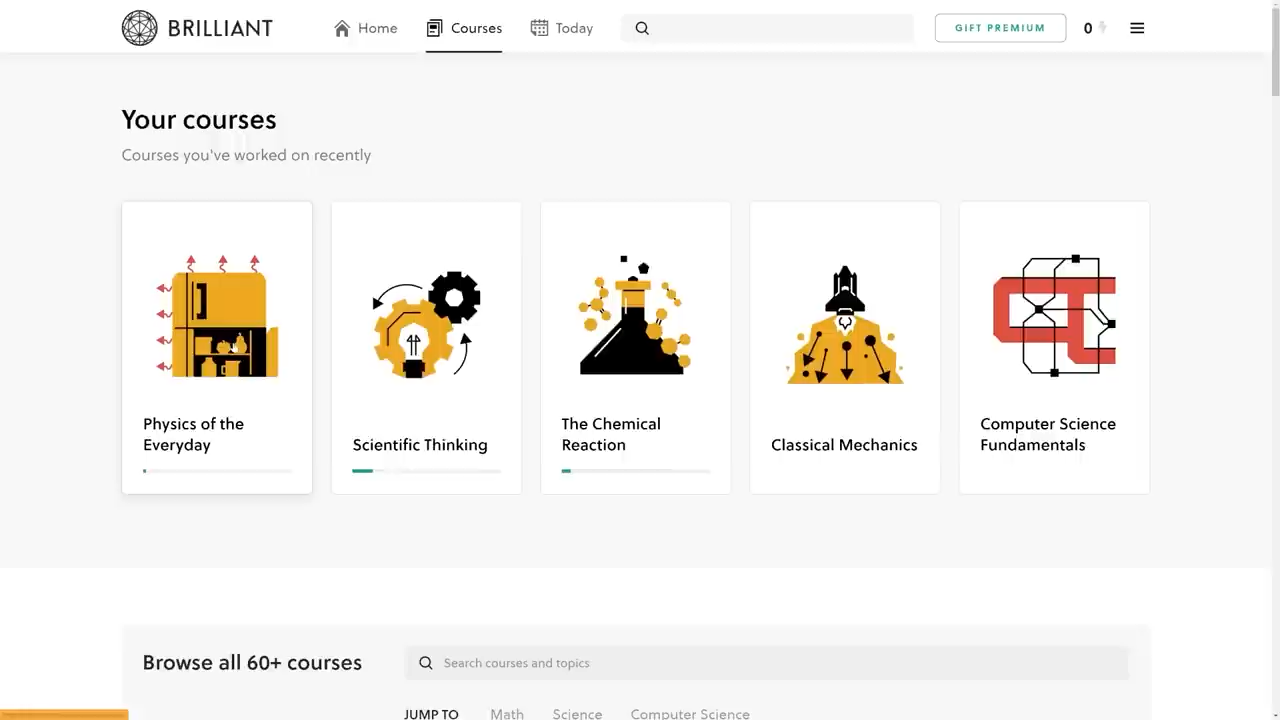 BRILLIANT
Home
Courses
Today
GIFT PREMIUM
0
Your courses
Courses you've worked on recently
Physics of the
Everyday
Scientific Thinking
The Chemical
Reaction
Classical Mechanics
Computer Science
Fundamentals
Browse all 60+ courses
Search courses and topics
JUMP TO
Math
Science
Computer Science